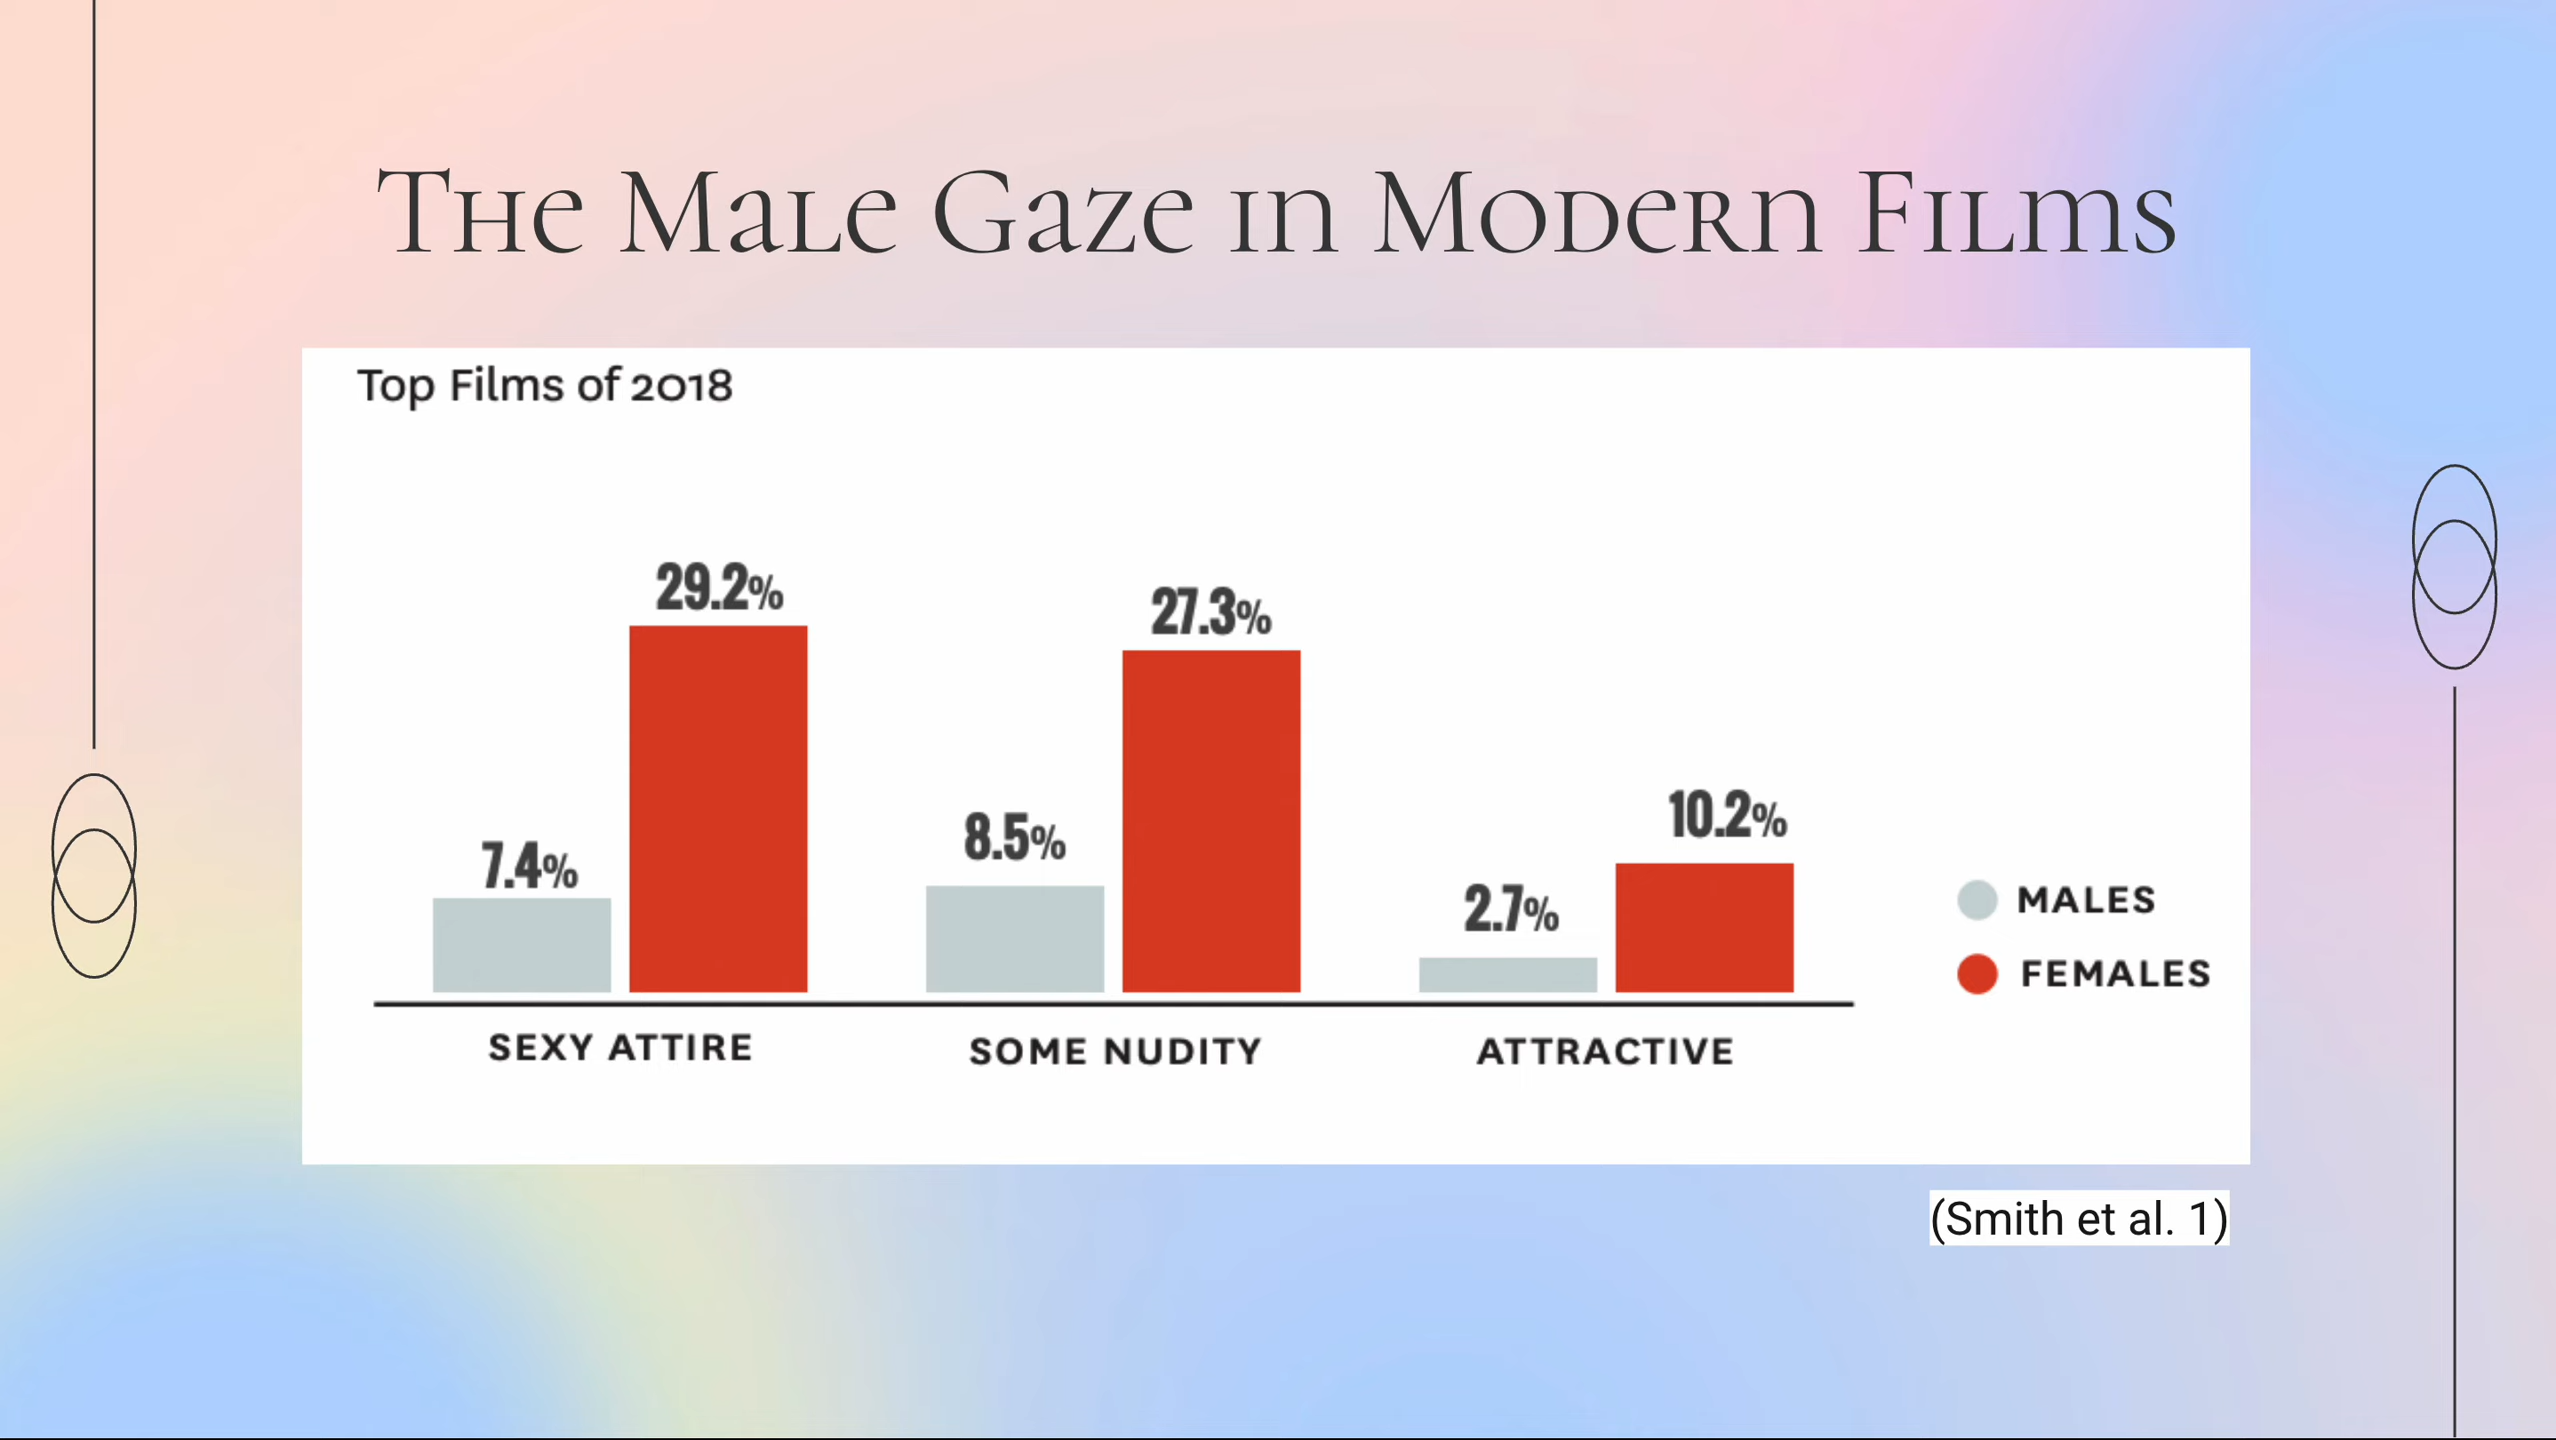 The Male Gaze in Modern Films
Top Films of 2018
29.2%
27.3%
7.4%
8.5%
10.2%
2.7%
MALES
FEMALES
SEXY ATTIRE
SOME NUDITY
ATTRACTIVE
(Smith et al. 1)